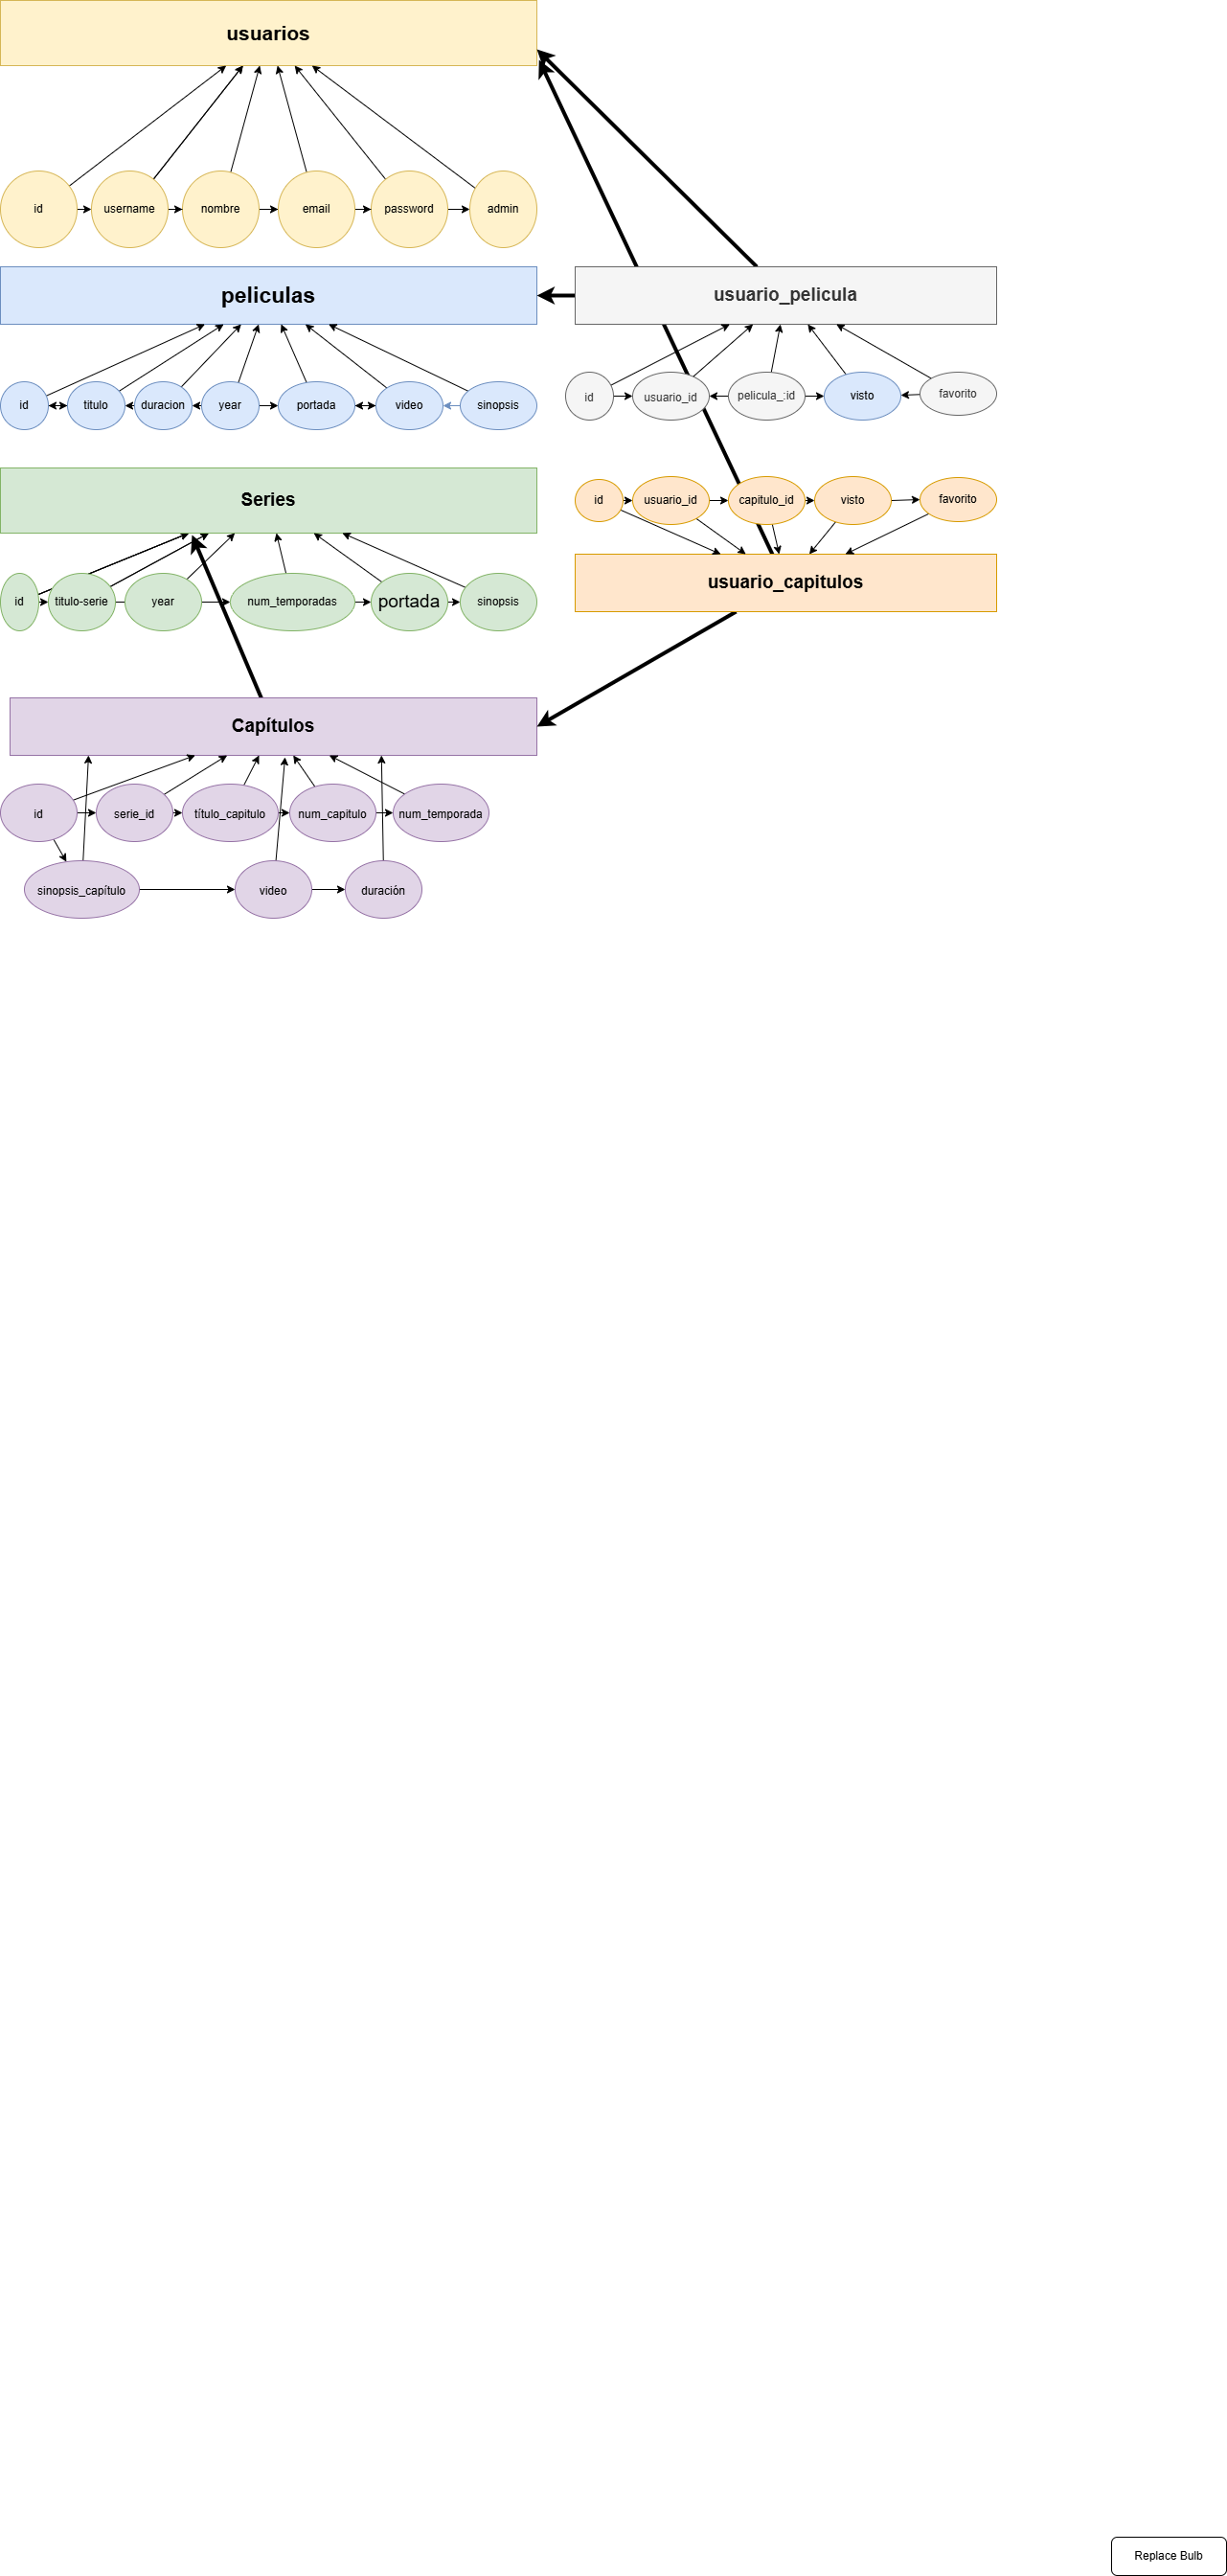 usuarios
id
username
nombre
email
password
admin
peliculas
usuario_pelicula
id
titulo
duracion
year
portada
video
sinopsis
id
usuario_id
pelicula_:id
visto
favorito
Series
id
usuario_id
capitulo_id
visto
favorito
usuario_capitulos
id
titulo-serie
year
num_temporadas
portada
sinopsis
Capítulos
id
serie_id
título_capitulo
num_capitulo
num_temporada
sinopsis_capítulo
video
duración
Replace Bulb